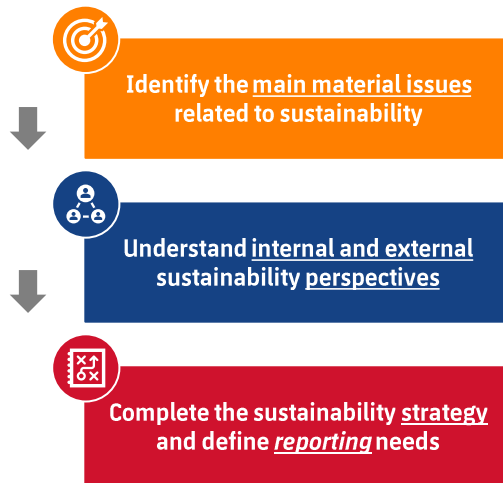 Identify the main material issues
related to sustainability
Understand internal and external
sustainability perspectives
Complete the sustainability strategy
and define reporting needs